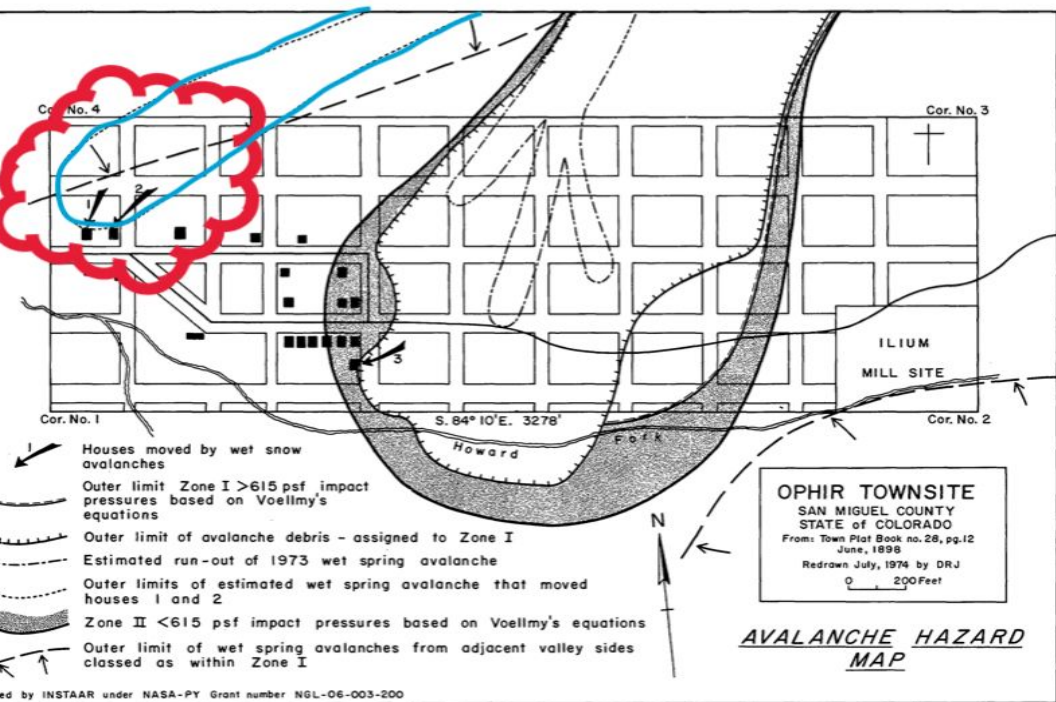 Co. No. 4
Cor. No. 3
1
2
3
ILIUM
MILL SITE
Cor. No. 1
S. 84° 10'E. 3278'
Cor. No. 2
Howard Fork
1
Houses moved by wet snow
avalanches
Outer limit Zone I >615 psf impact
pressures based on Voellmy's
equations
Outer limit of avalanche debris - assigned to Zone I
Estimated run-out of 1973 wet spring avalanche
Outer limits of estimated wet spring avalanche that moved
houses 1 and 2
Zone II <615 psf impact pressures based on Voellmy's equations
Outer limit of wet spring avalanches from adjacent valley sides
classed as within Zone I
ed by INSTAAR under NASA-PY Grant number NGL-06-003-200
N
OPHIR TOWNSITE
SAN MIGUEL COUNTY
STATE of COLORADO
From: Town Plat Book no. 28, pg. 12
June, 1898
Redrawn July, 1974 by DRJ
0 200 Feet
AVALANCHE HAZARD
MAP